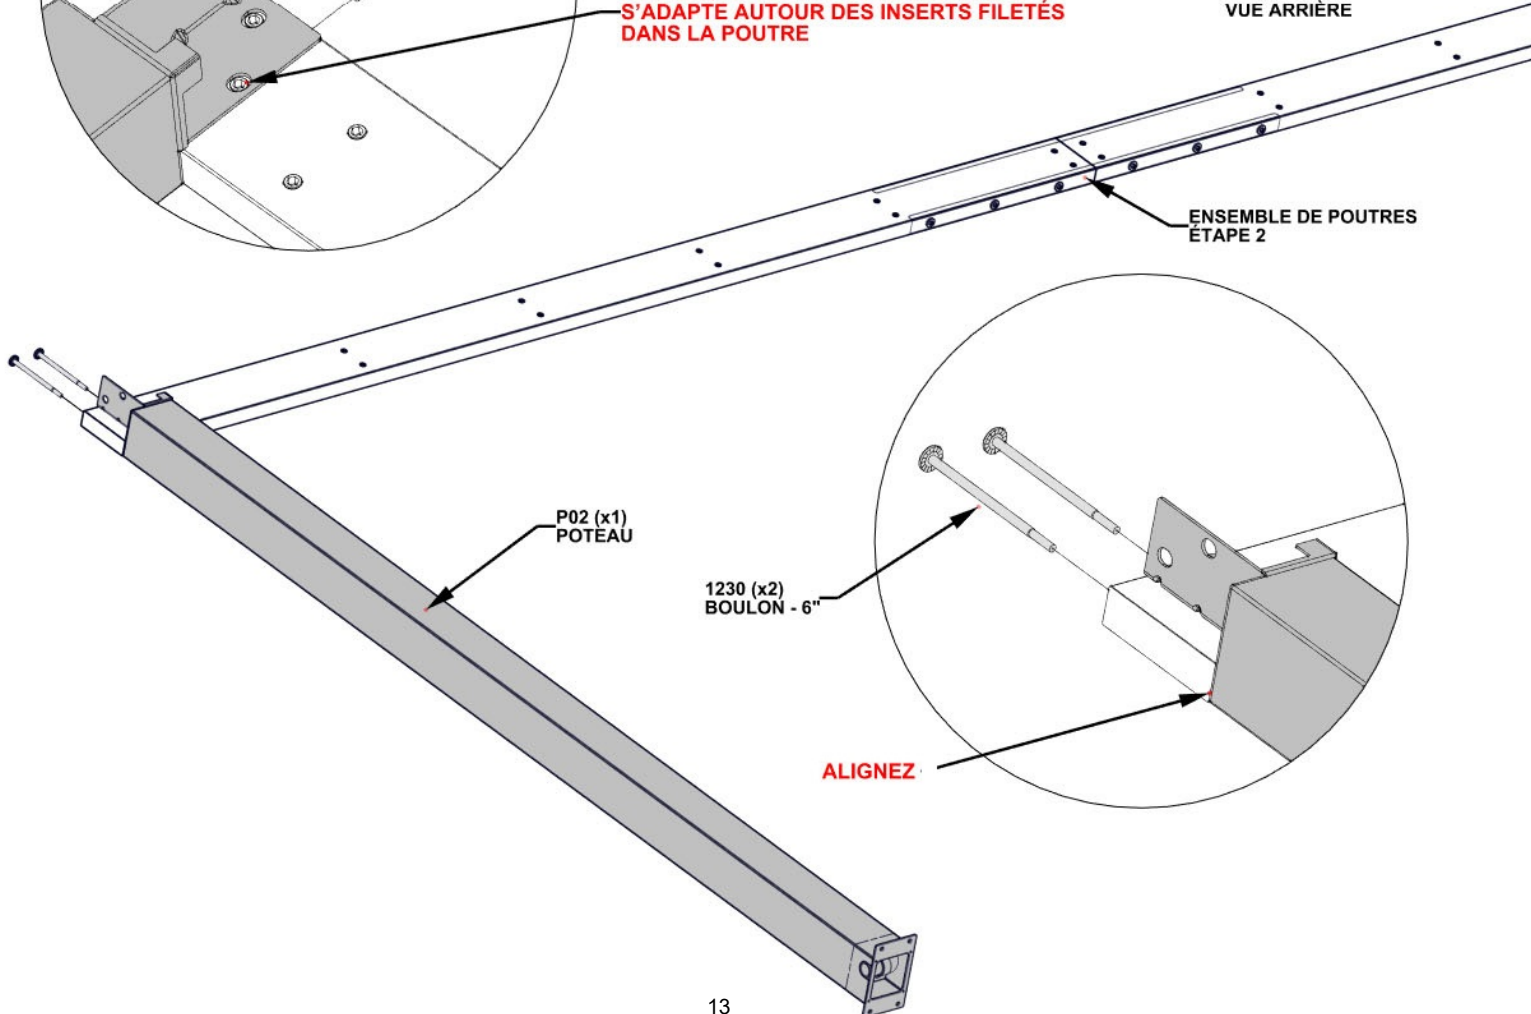 S'ADAPTE AUTOUR DES INSERTS FILETÉS
DANS LA POUTRE
VUE ARRIÈRE
ENSEMBLE DE POUTRES
ÉTAPE 2
P02 (x1)
POTEAU
1230 (x2)
BOULON - 6"
ALIGNEZ
13